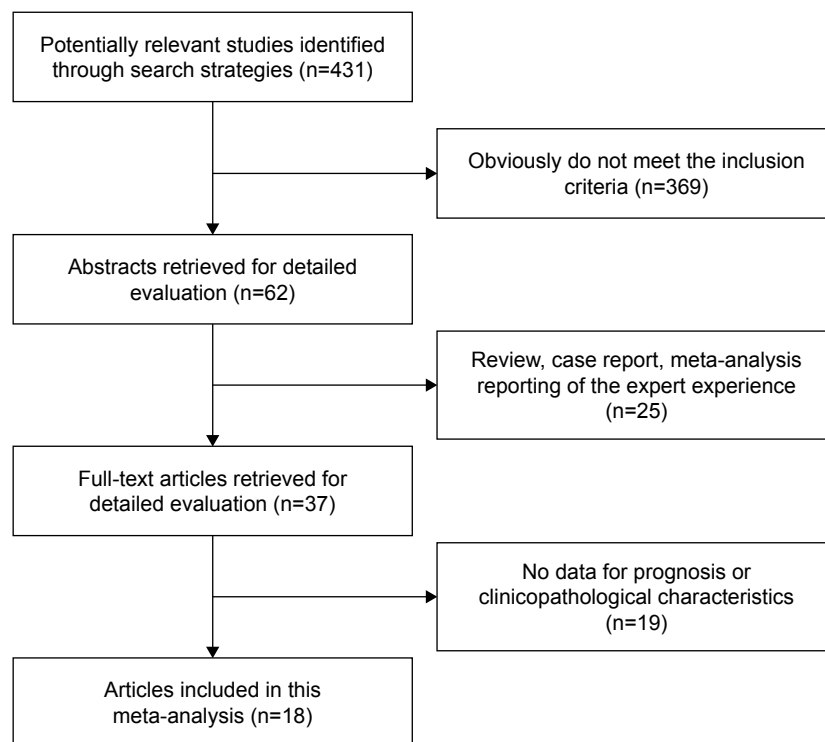 Potentially relevant studies identified
through search strategies (n=431)
Obviously do not meet the inclusion
criteria (n=369)
Abstracts retrieved for detailed
evaluation (n=62)
Review, case report, meta-analysis
reporting of the expert experience
(n=25)
Full-text articles retrieved for
detailed evaluation (n=37)
No data for prognosis or
clinicopathological characteristics
(n=19)
Articles included in this
meta-analysis (n=18)